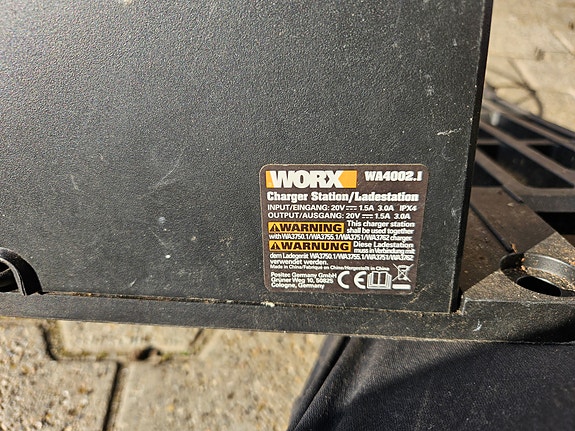 WORX WA4002.1
Charger Station/Ladestation
INPUT/EINGANG: 20V 1.5A 3.0A IPX4
OUTPUT/AUSGANG: 20V 1.5A 3.0A
WARNING This charger station
shall be used together
with WA3750.1/WA3755.1/WA3751/WA3762 charger.
WARNUNG Diese Ladestation
muss in Verbindung mit
dem Ladegerät WA3750.1/WA3755.1/WA3751/WA3762
verwendet werden.
Made in China/Fabriqué en Chine/Hergestellt in China
Positec Germany GmbH
Grüner Weg 10, 50825
Cologne, Germany
CE